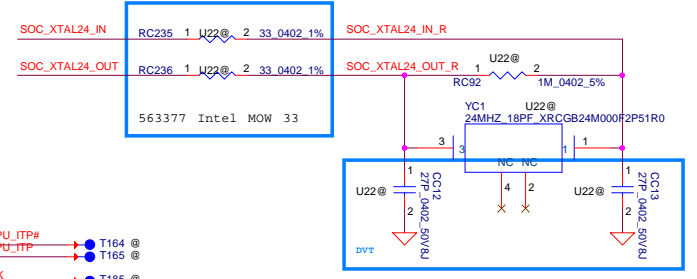 SOC_XTAL24_IN RC235 1 U22@ 2 33_0402_1% SOC_XTAL24_IN_R
SOC_XTAL24_OUT RC236 1 U22@ 2 33_0402_1% SOC_XTAL24_OUT_R
U22@
1 2
RC92 1M_0402_5%
563377 Intel MOW 33
YC1 U22@
24MHZ_18PF_XRCGB24M000F2P51R0
3 3 1 1
NC NC
4 2
U22@ 1 2 CC12
27P_0402_50V8J
U22@ 1 2 CC13
27P_0402_50V8J
DVT
PU_ITP# T164 @
PU_ITP T165 @
K T185 @